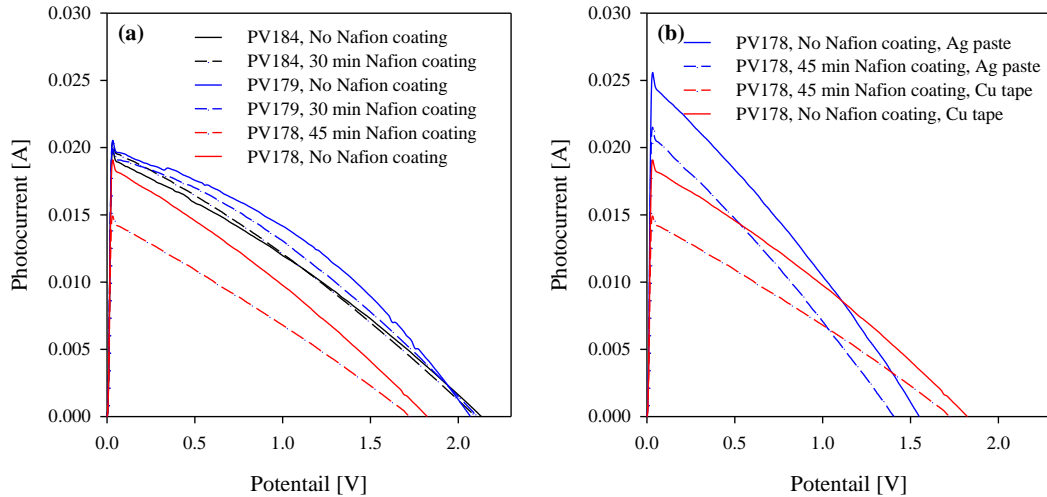 (a)
PV184, No Nafion coating
PV184, 30 min Nafion coating
PV179, No Nafion coating
PV179, 30 min Nafion coating
PV178, 45 min Nafion coating
PV178, No Nafion coating
Photocurrent [A]
0.030
0.025
0.020
0.015
0.010
0.005
0.000
0.0 0.5 1.0 1.5 2.0
Potentail [V]
(b)
PV178, No Nafion coating, Ag paste
PV178, 45 min Nafion coating, Ag paste
PV178, 45 min Nafion coating, Cu tape
PV178, No Nafion coating, Cu tape
Photocurrent [A]
0.030
0.025
0.020
0.015
0.010
0.005
0.000
0.0 0.5 1.0 1.5 2.0
Potentail [V]